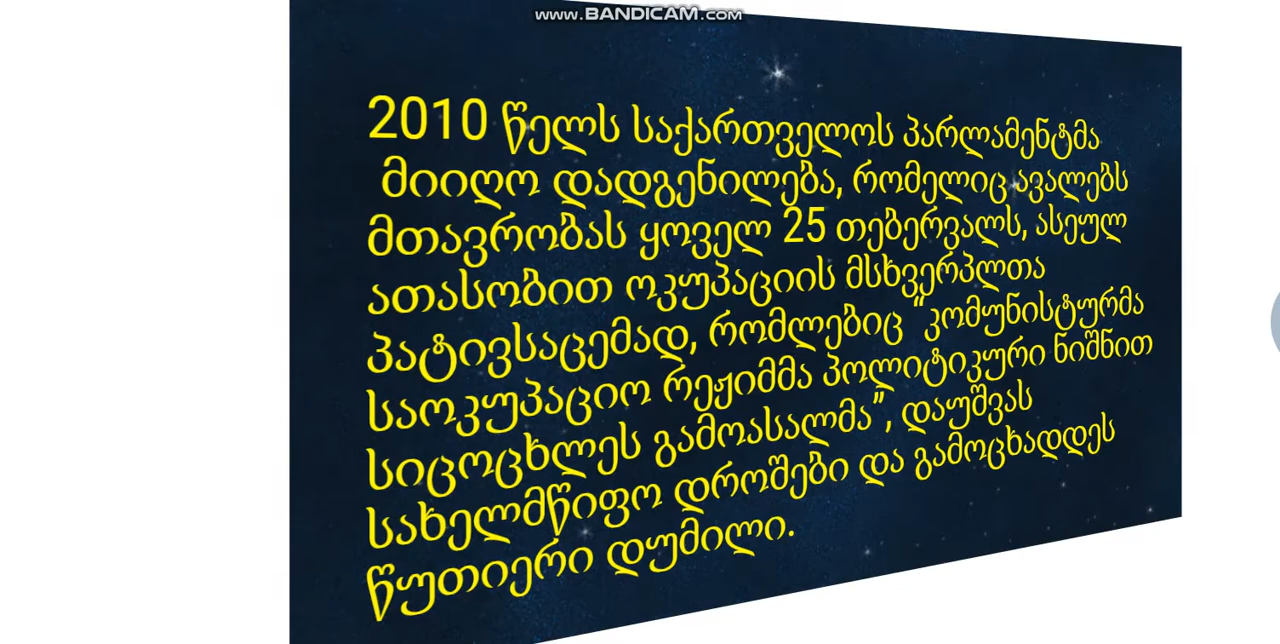 WWW.BANDICAM.COM
2010 წელს საქართველოს პარლამენტმა
მიიღო დადგენილება, რომელიც ავალებს
მთავრობას ყოველ 25 თებერვალს, ასეულ
ათასობით ოკუპაციის მსხვერპლთა
პატივსაცემად, რომლებიც “კომუნისტურმა
საოკუპაციო რეჟიმმა პოლიტიკური ნიშნით
სიცოცხლეს გამოასალმა”, დაუშვას
სახელმწიფო დროშები და გამოცხადდეს
წუთიერი დუმილი.